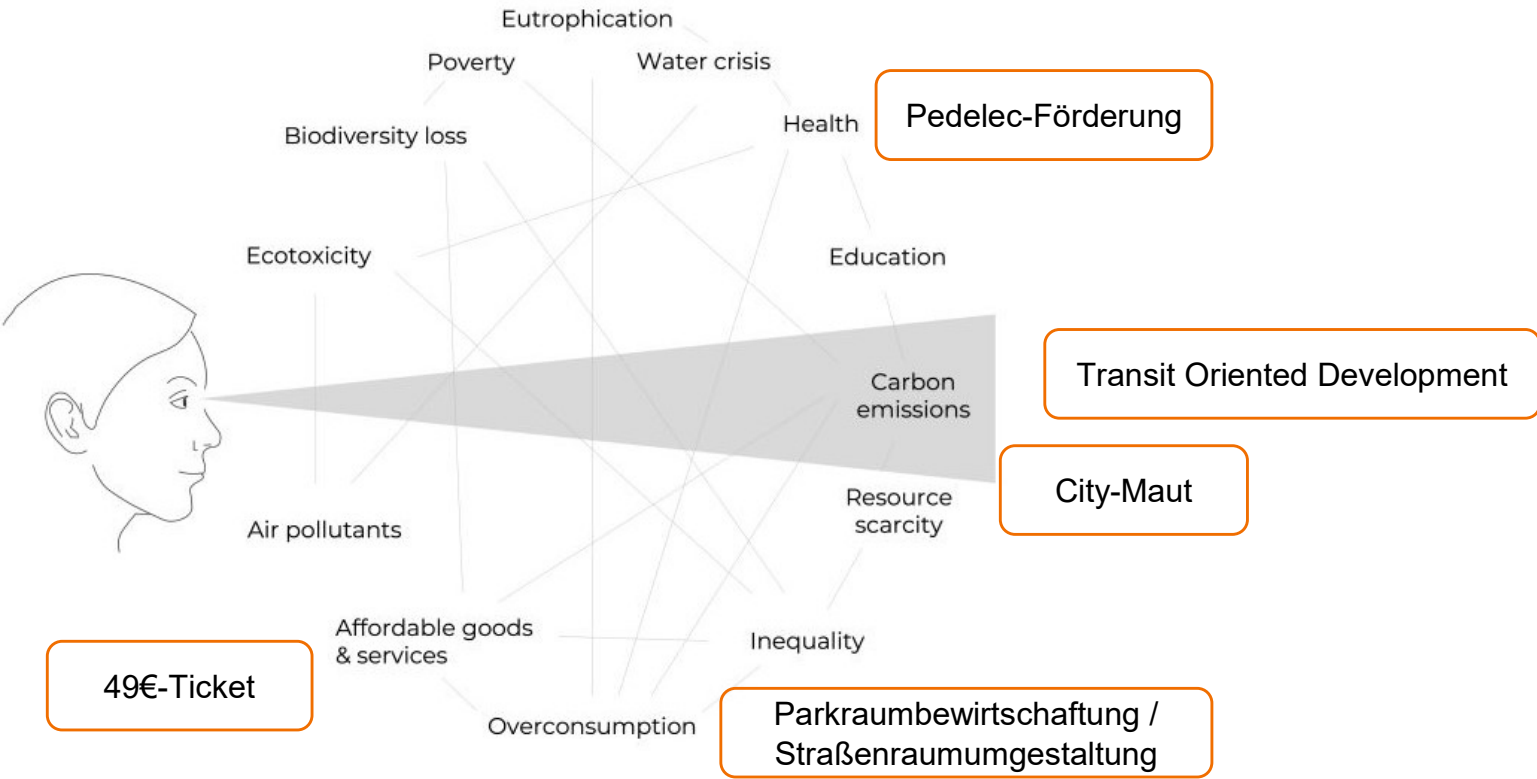 Eutrophication
Poverty
Water crisis
Biodiversity loss
Health
Pedelec-Förderung
Ecotoxicity
Education
Carbon
emissions
Transit Oriented Development
City-Maut
Resource
scarcity
Air pollutants
Affordable goods
& services
Inequality
49€-Ticket
Overconsumption
Parkraumbewirtschaftung /
Straßenraumumgestaltung